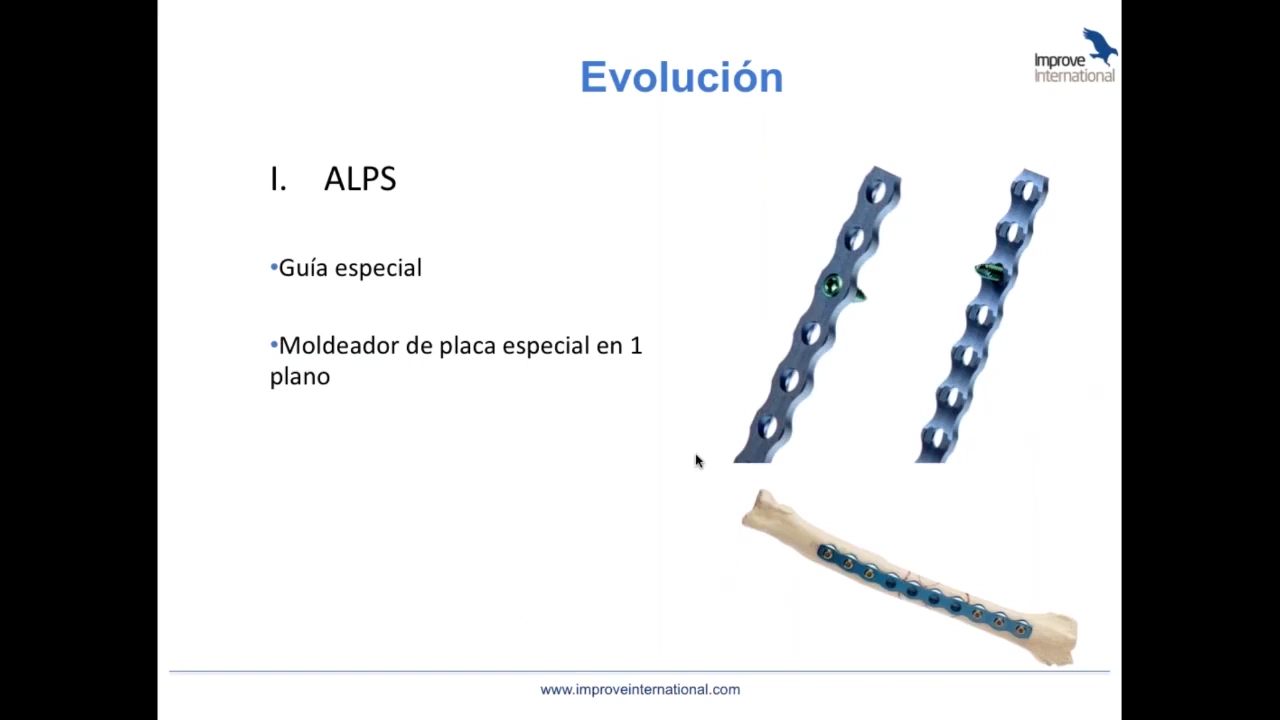 Evolución
Improve
International
I. ALPS
•Guía especial
•Moldeador de placa especial en 1
plano
www.improveinternational.com